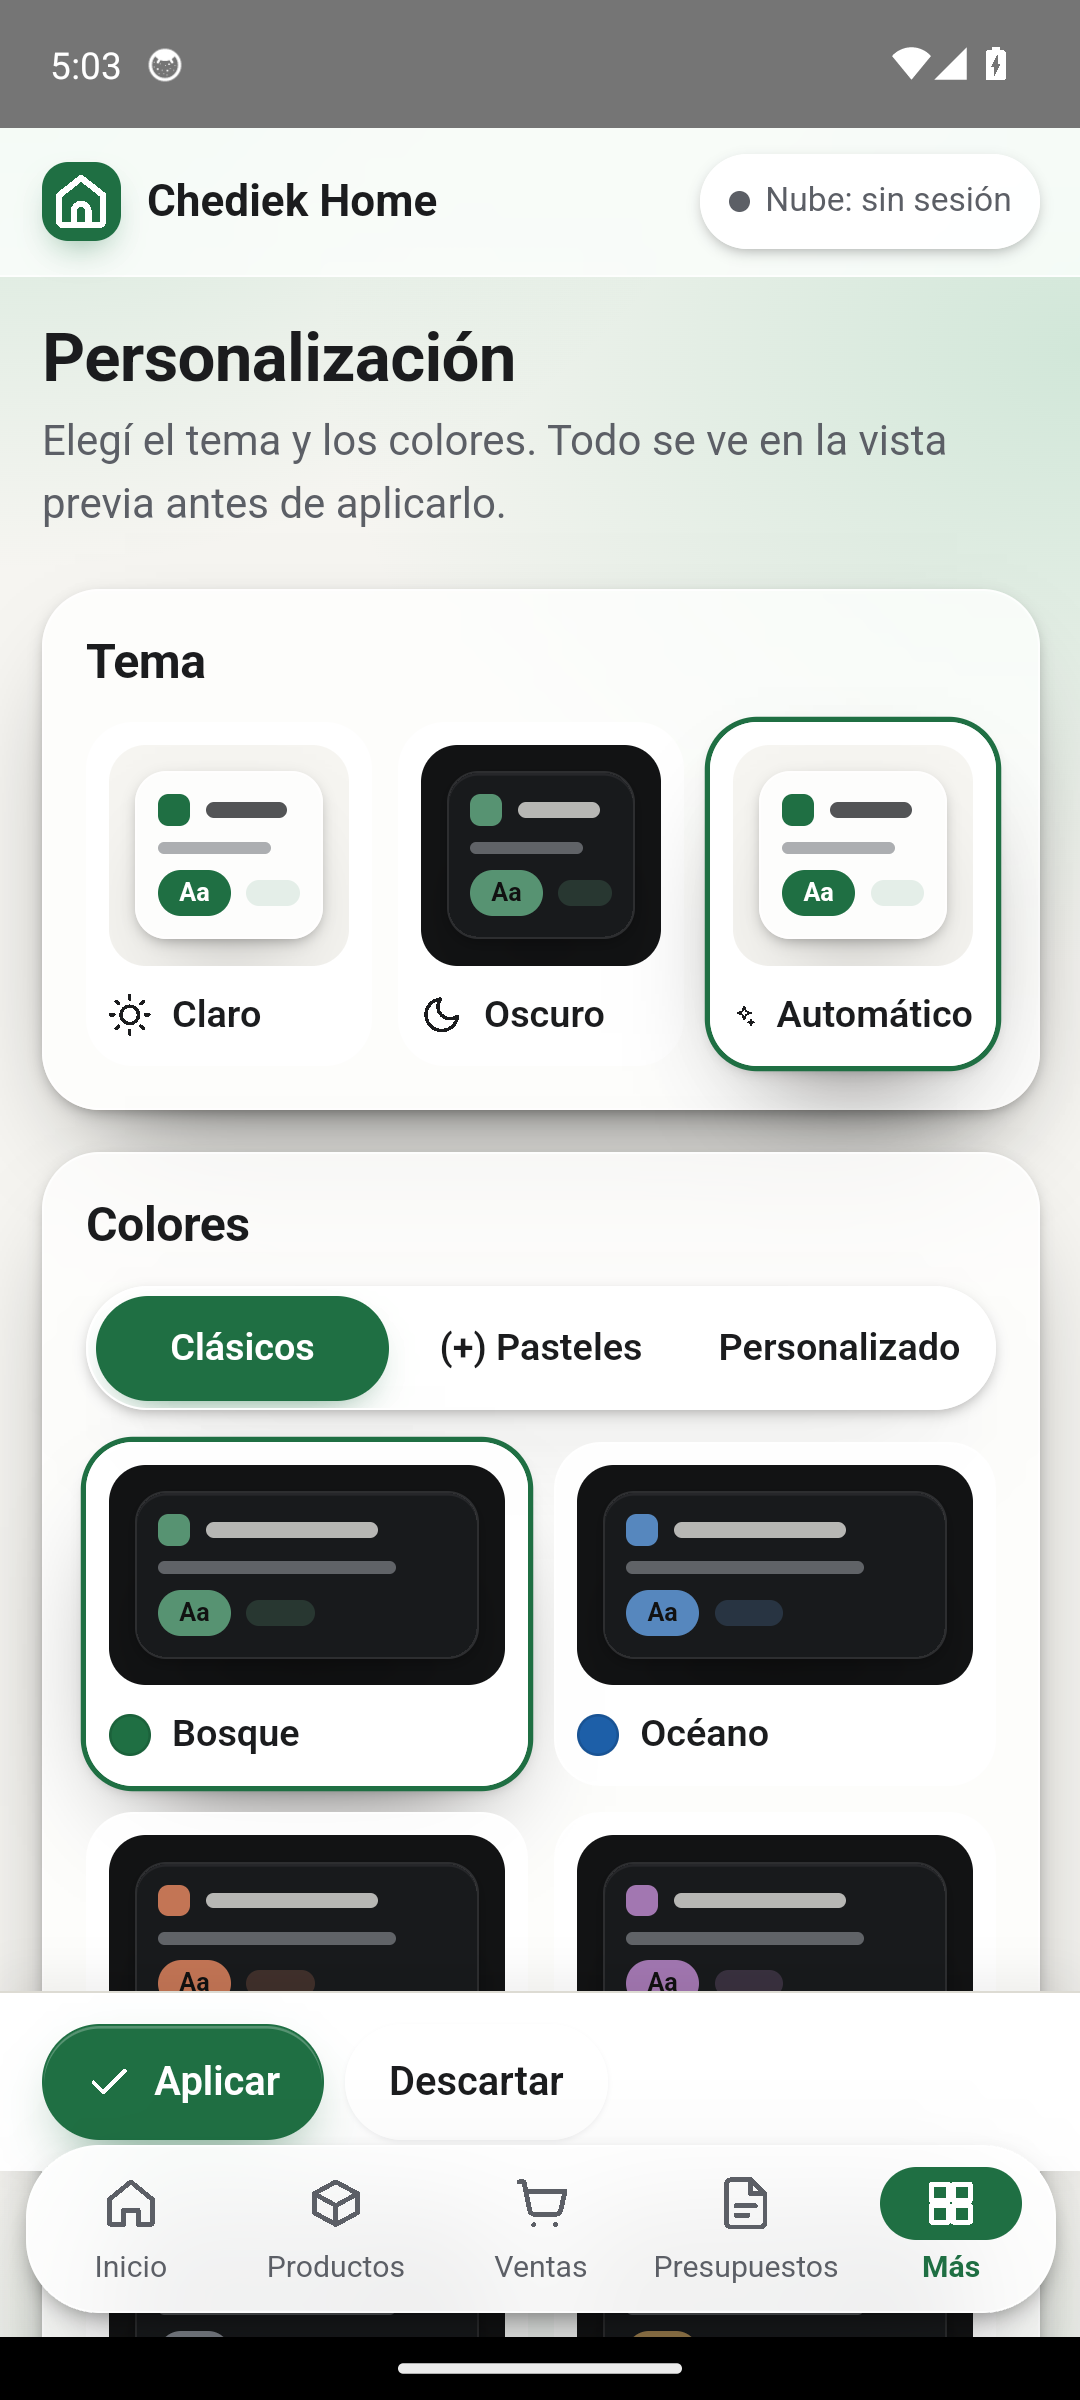 5:03
Chediek Home
Nube: sin sesión
Personalización
Elegí el tema y los colores. Todo se ve en la vista
previa antes de aplicarlo.
Tema
Aa
Aa
Aa
Claro
Oscuro
Automático
Colores
Clásicos
(+) Pasteles
Personalizado
Aa
Aa
Bosque
Océano
Aa
Aa
Aplicar
Descartar
Inicio
Productos
Ventas
Presupuestos
Más